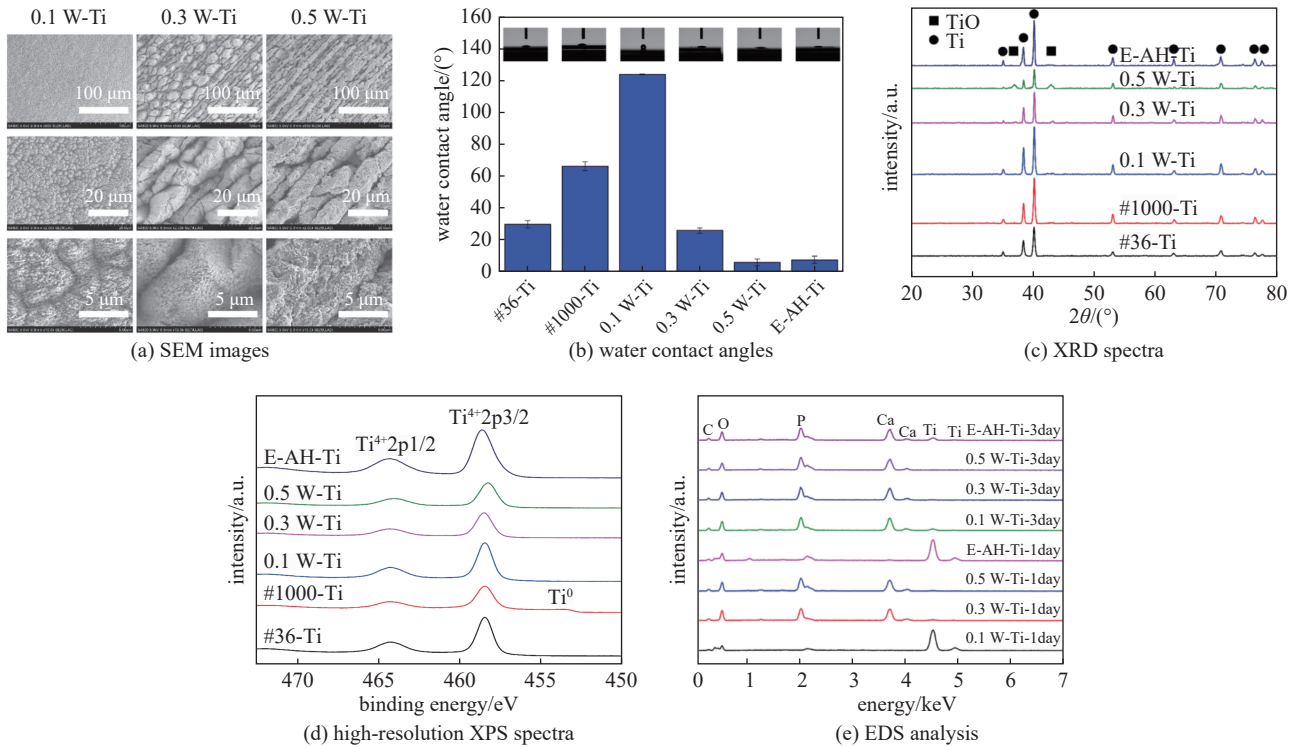 0.1 W-Ti 0.3 W-Ti 0.5 W-Ti
100 μm 100 μm 100 μm
20 μm 20 μm 20 μm
5 μm 5 μm 5 μm
(a) SEM images
water contact angle/(°)
160
140
120
100
80
60
40
20
0
#36-Ti #1000-Ti 0.1 W-Ti 0.3 W-Ti 0.5 W-Ti E-AH-Ti
(b) water contact angles
intensity/a.u.
TiO
Ti
E-AH-Ti
0.5 W-Ti
0.3 W-Ti
0.1 W-Ti
#1000-Ti
#36-Ti
20 30 40 50 60 70 80
2θ/(°)
(c) XRD spectra
intensity/a.u.
Ti⁴⁺2p3/2
Ti⁴⁺2p1/2
E-AH-Ti
0.5 W-Ti
0.3 W-Ti
0.1 W-Ti
#1000-Ti
Ti⁰
#36-Ti
470 465 460 455 450
binding energy/eV
(d) high-resolution XPS spectra
intensity/a.u.
C O P Ca Ca Ti Ti
E-AH-Ti-3day
0.5 W-Ti-3day
0.3 W-Ti-3day
0.1 W-Ti-3day
E-AH-Ti-1day
0.5 W-Ti-1day
0.3 W-Ti-1day
0.1 W-Ti-1day
0 1 2 3 4 5 6 7
energy/keV
(e) EDS analysis